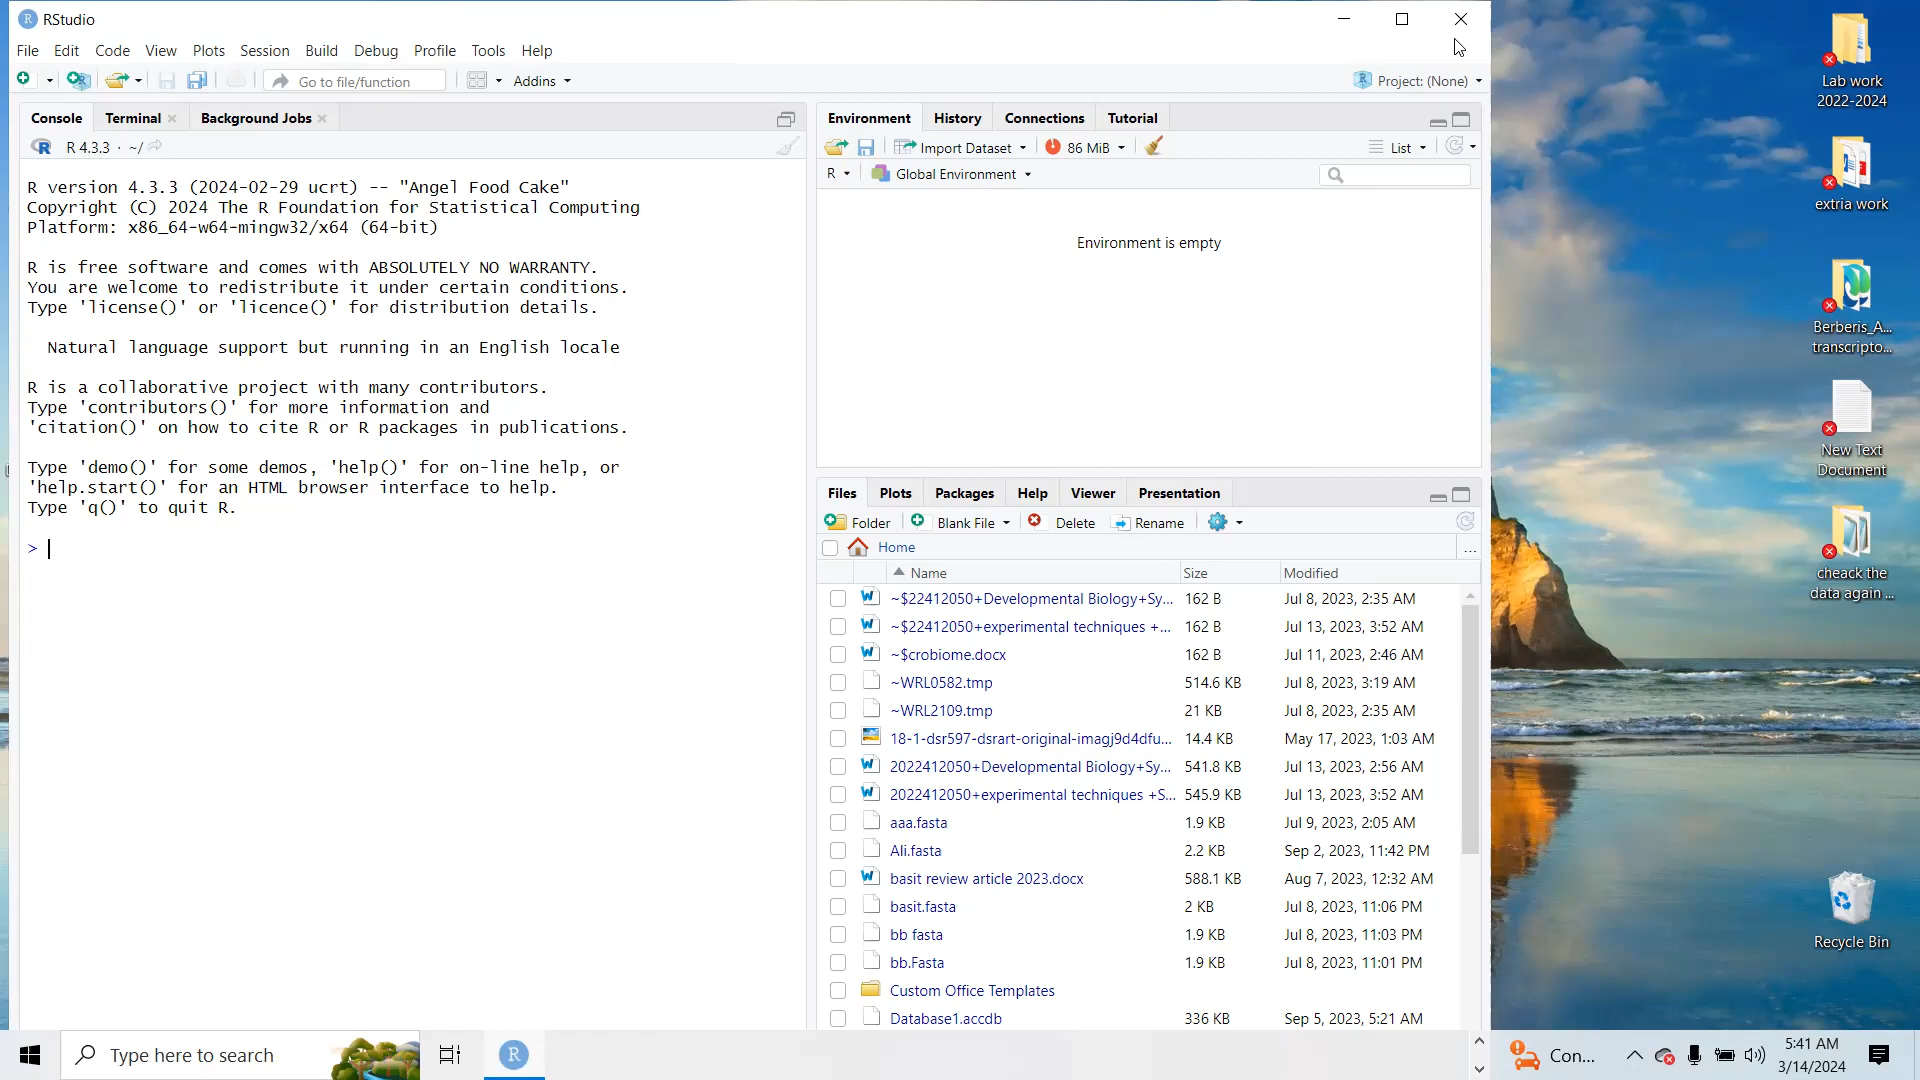 RStudio
File Edit Code View Plots Session Build Debug Profile Tools Help
Go to file/function
Addins
Project: (None)
Console Terminal Background Jobs
R 4.3.3 · ~/
R version 4.3.3 (2024-02-29 ucrt) -- "Angel Food Cake"
Copyright (C) 2024 The R Foundation for Statistical Computing
Platform: x86_64-w64-mingw32/x64 (64-bit)
R is free software and comes with ABSOLUTELY NO WARRANTY.
You are welcome to redistribute it under certain conditions.
Type 'license()' or 'licence()' for distribution details.
Natural language support but running in an English locale
R is a collaborative project with many contributors.
Type 'contributors()' for more information and
'citation()' on how to cite R or R packages in publications.
Type 'demo()' for some demos, 'help()' for on-line help, or
'help.start()' for an HTML browser interface to help.
Type 'q()' to quit R.
>
Environment History Connections Tutorial
Import Dataset 86 MiB List
R Global Environment
Environment is empty
Files Plots Packages Help Viewer Presentation
Folder Blank File Delete Rename
Home ...
Name Size Modified
~$22412050+Developmental Biology+Sy... 162 B Jul 8, 2023, 2:35 AM
~$22412050+experimental techniques +... 162 B Jul 13, 2023, 3:52 AM
~$crobiome.docx 162 B Jul 11, 2023, 2:46 AM
~WRL0582.tmp 514.6 KB Jul 8, 2023, 3:19 AM
~WRL2109.tmp 21 KB Jul 8, 2023, 2:35 AM
18-1-dsr597-dsrart-original-imagj9d4dfu... 14.4 KB May 17, 2023, 1:03 AM
2022412050+Developmental Biology+Sy... 541.8 KB Jul 13, 2023, 2:56 AM
2022412050+experimental techniques +S... 545.9 KB Jul 13, 2023, 3:52 AM
aaa.fasta 1.9 KB Jul 9, 2023, 2:05 AM
Ali.fasta 2.2 KB Sep 2, 2023, 11:42 PM
basit review article 2023.docx 588.1 KB Aug 7, 2023, 12:32 AM
basit.fasta 2 KB Jul 8, 2023, 11:06 PM
bb fasta 1.9 KB Jul 8, 2023, 11:03 PM
bb.Fasta 1.9 KB Jul 8, 2023, 11:01 PM
Custom Office Templates
Database1.accdb 336 KB Sep 5, 2023, 5:21 AM
Lab work
2022-2024
extria work
Berberis_A...
transcripto...
New Text
Document
cheack the
data again ...
Recycle Bin
Type here to search
Con...
5:41 AM
3/14/2024